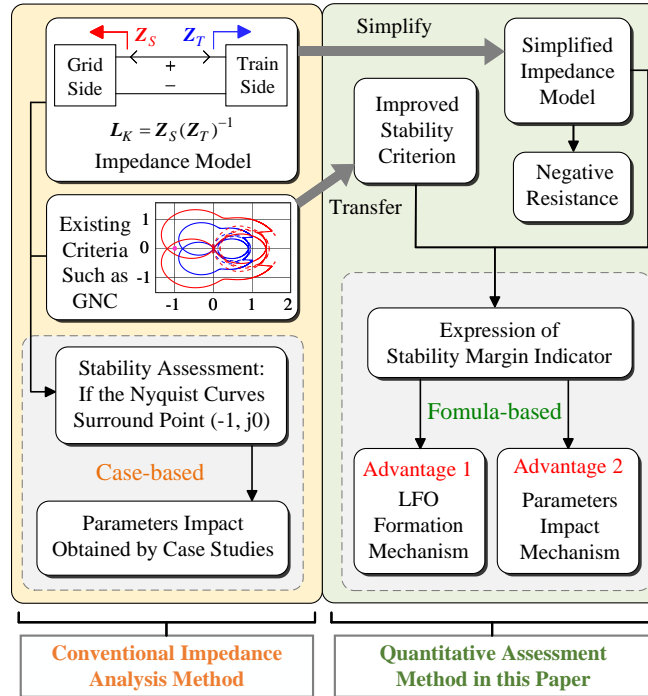 Z_S Z_T
Grid
Side
+
−
Train
Side
L_K = Z_S(Z_T)^{-1}
Impedance Model
Existing
Criteria
Such as
GNC
1
0
-1
-1 0 1 2
Stability Assessment:
If the Nyquist Curves
Surround Point (-1, j0)
Case-based
Parameters Impact
Obtained by Case Studies
Conventional Impedance
Analysis Method
Simplify
Transfer
Improved
Stability
Criterion
Simplified
Impedance
Model
Negative
Resistance
Expression of
Stability Margin Indicator
Fomula-based
Advantage 1
LFO
Formation
Mechanism
Advantage 2
Parameters
Impact
Mechanism
Quantitative Assessment
Method in this Paper